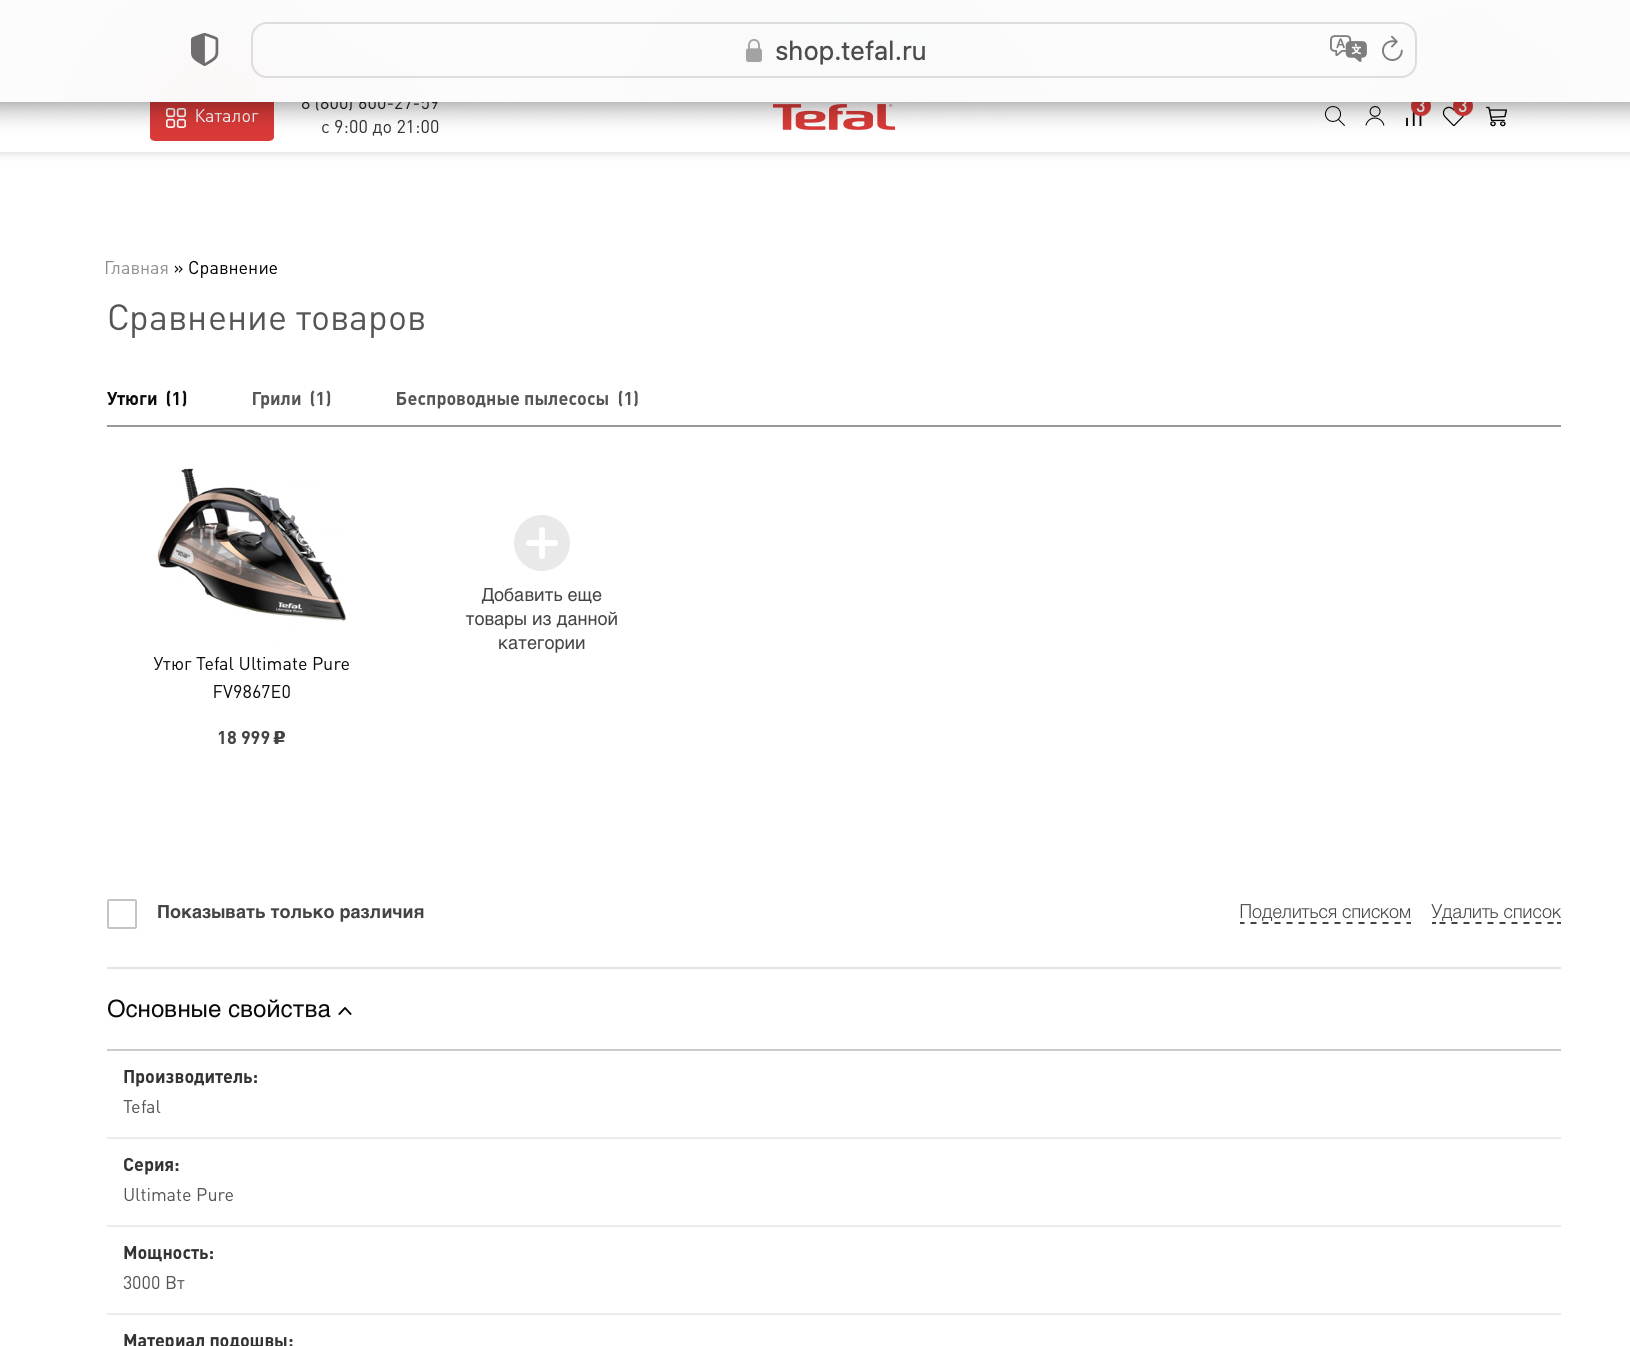 shop.tefal.ru
Каталог
8 (800) 600-27-59
с 9:00 до 21:00
Tefal
3
3
Главная » Сравнение
Сравнение товаров
Утюги (1)
Грили (1)
Беспроводные пылесосы (1)
Tefal
Добавить еще
товары из данной
категории
Утюг Tefal Ultimate Pure
FV9867E0
18 999 ₽
Показывать только различия
Поделиться списком
Удалить список
Основные свойства
Производитель:
Tefal
Серия:
Ultimate Pure
Мощность:
3000 Вт
Материал подошвы: